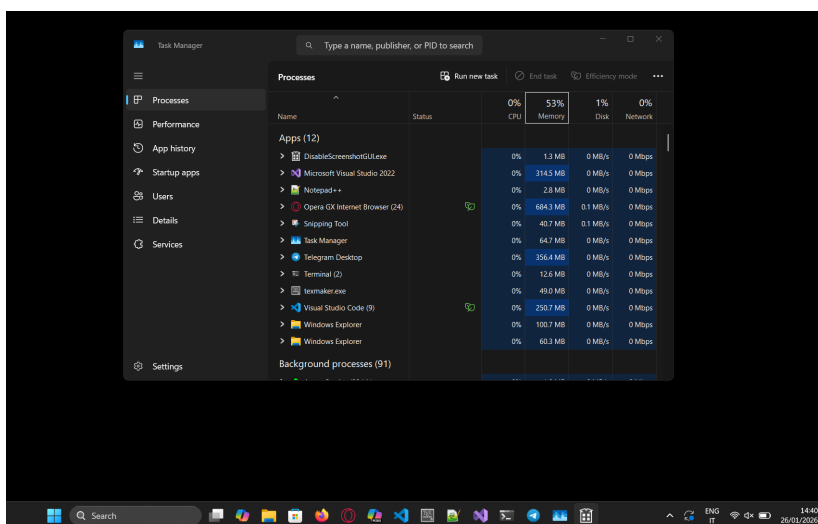 Task Manager
Type a name, publisher, or PID to search
Processes
Run new task
End task
Efficiency mode
Processes
Performance
App history
Startup apps
Users
Details
Services
Settings
0% 53% 1% 0%
Name Status CPU Memory Disk Network
Apps (12)
DisableScreenshotGUI.exe 0% 1.3 MB 0 MB/s 0 Mbps
Microsoft Visual Studio 2022 0% 314.5 MB 0 MB/s 0 Mbps
Notepad++ 0% 2.8 MB 0 MB/s 0 Mbps
Opera GX Internet Browser (24) 0% 684.3 MB 0.1 MB/s 0 Mbps
Snipping Tool 0% 40.7 MB 0.1 MB/s 0 Mbps
Task Manager 0% 64.7 MB 0 MB/s 0 Mbps
Telegram Desktop 0% 356.4 MB 0 MB/s 0 Mbps
Terminal (2) 0% 12.6 MB 0 MB/s 0 Mbps
texmaker.exe 0% 49.0 MB 0 MB/s 0 Mbps
Visual Studio Code (9) 0% 250.7 MB 0 MB/s 0 Mbps
Windows Explorer 0% 100.7 MB 0 MB/s 0 Mbps
Windows Explorer 0% 60.3 MB 0 MB/s 0 Mbps
Background processes (91)
Search
ENG
IT
14:40
26/01/2026